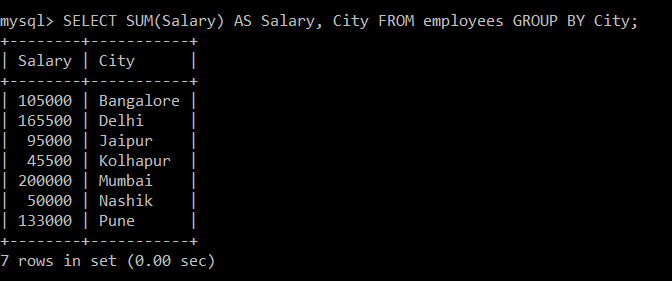 mysql> SELECT SUM(Salary) AS Salary, City FROM employees GROUP BY City;
+--------+-----------+
| Salary | City      |
+--------+-----------+
| 105000 | Bangalore |
| 165500 | Delhi     |
|  95000 | Jaipur    |
|  45500 | Kolhapur  |
| 200000 | Mumbai    |
|  50000 | Nashik    |
| 133000 | Pune      |
+--------+-----------+
7 rows in set (0.00 sec)